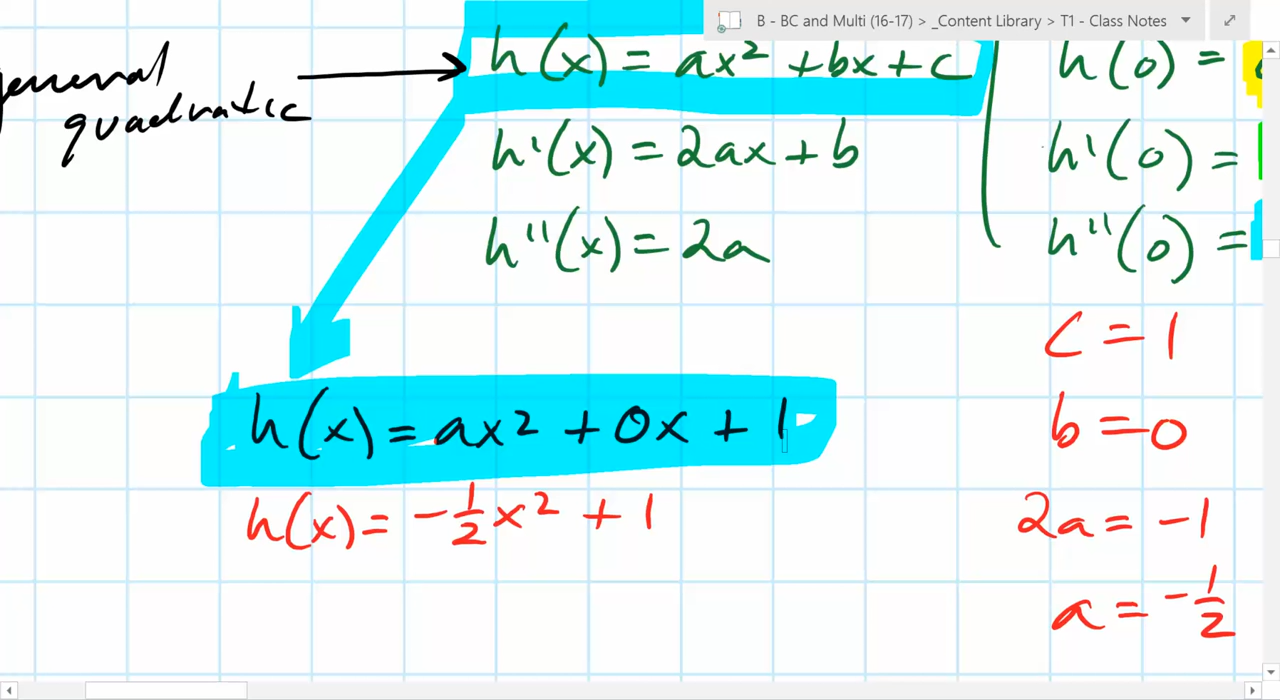 B - BC and Multi (16-17) > _Content Library > T1 - Class Notes
general
quadratic
h(x) = ax² + bx + c
h'(x) = 2ax + b
h''(x) = 2a
h(0) =
h'(0) =
h''(0) =
c = 1
b = 0
2a = -1
a = -1/2
h(x) = ax² + 0x + 1
h(x) = -1/2x² + 1